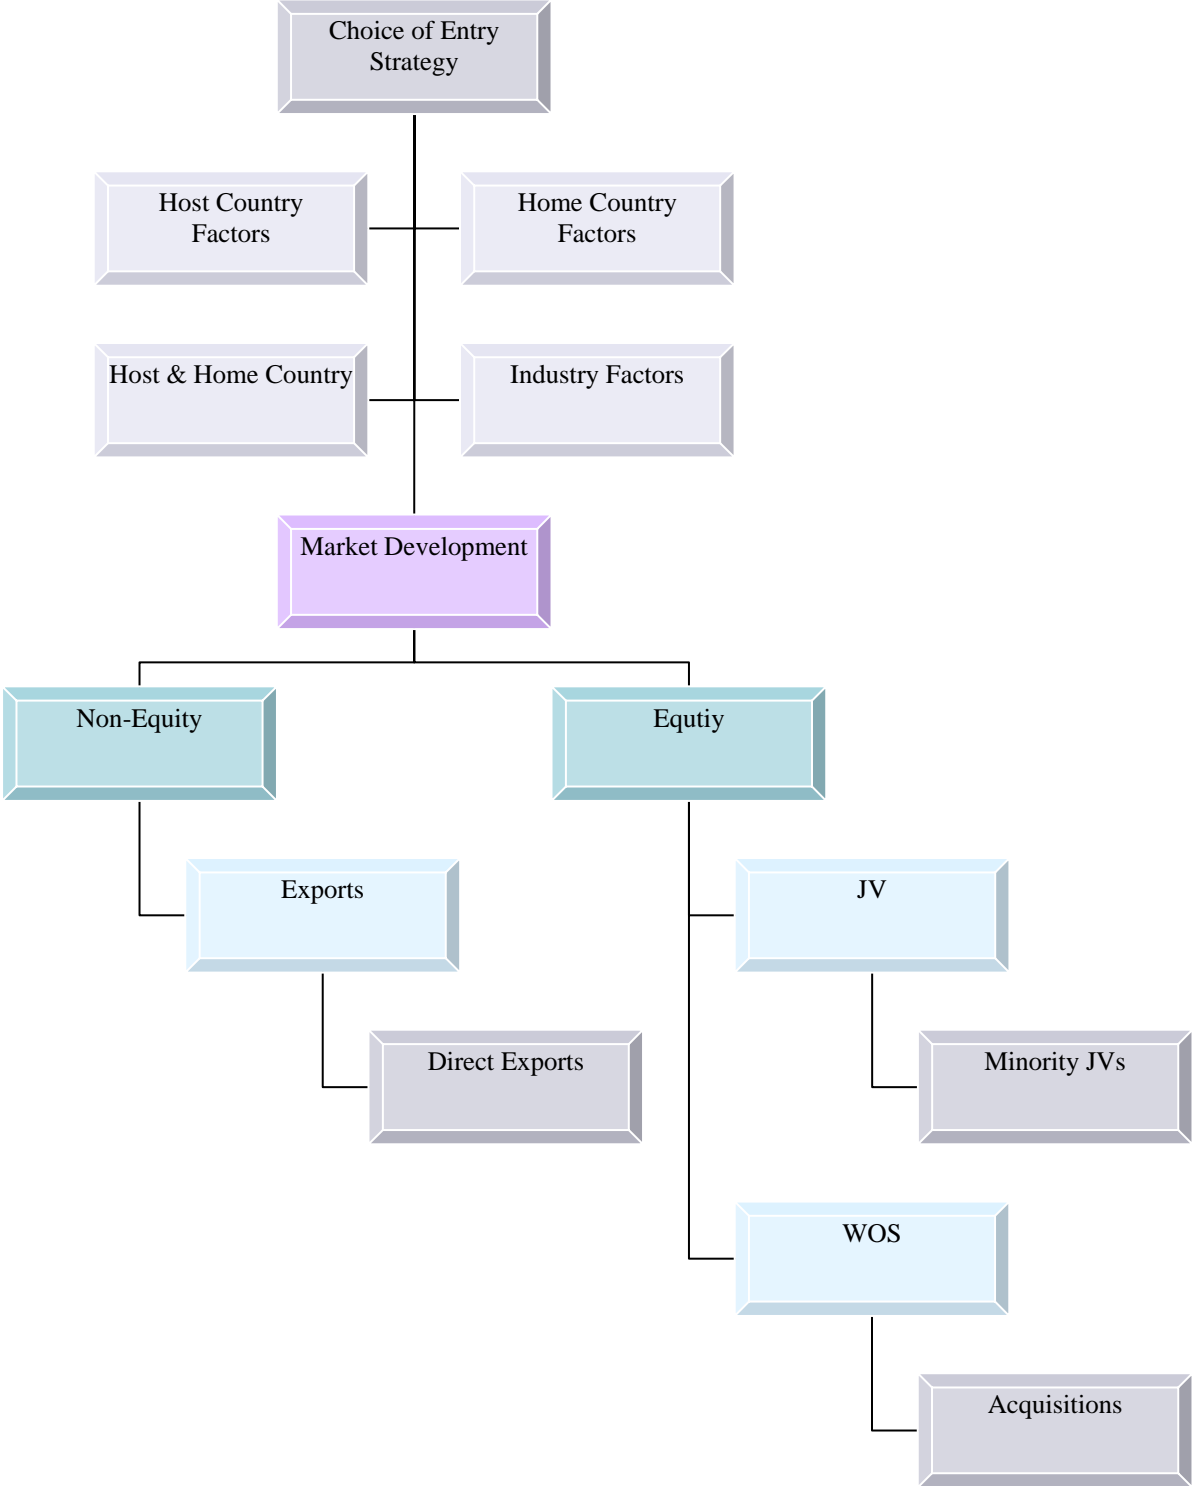 Choice of Entry
Strategy
Host Country
Factors
Home Country
Factors
Host & Home Country
Industry Factors
Market Development
Non-Equity
Equtiy
Exports
JV
Direct Exports
Minority JVs
WOS
Acquisitions